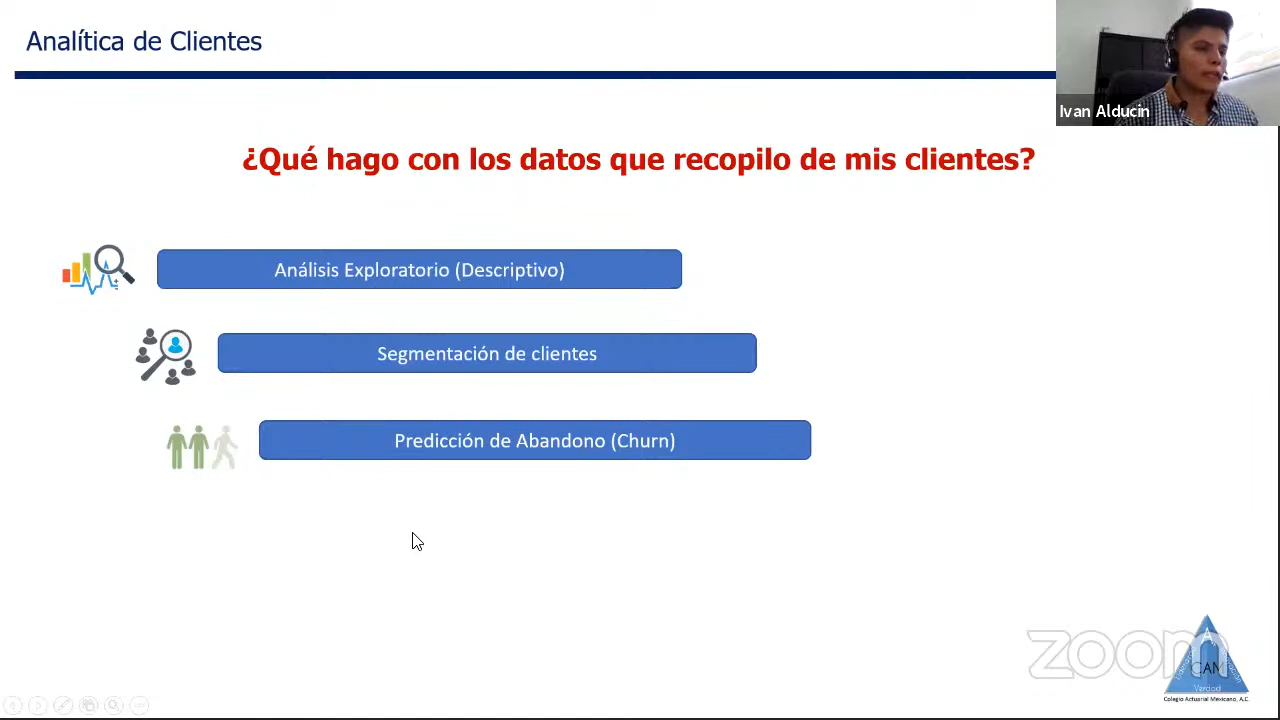 Analítica de Clientes
Ivan Alducin
¿Qué hago con los datos que recopilo de mis clientes?
Análisis Exploratorio (Descriptivo)
Segmentación de clientes
Predicción de Abandono (Churn)
zoom
CAM
Verdad
Colegio Actuarial Mexicano, A.C.